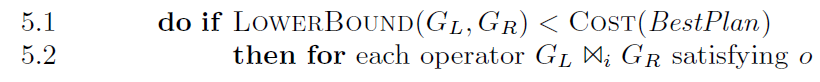 5.1 do if LOWERBOUND(G_L, G_R) < COST(BestPlan)
5.2 then for each operator G_L ⋈_i G_R satisfying o